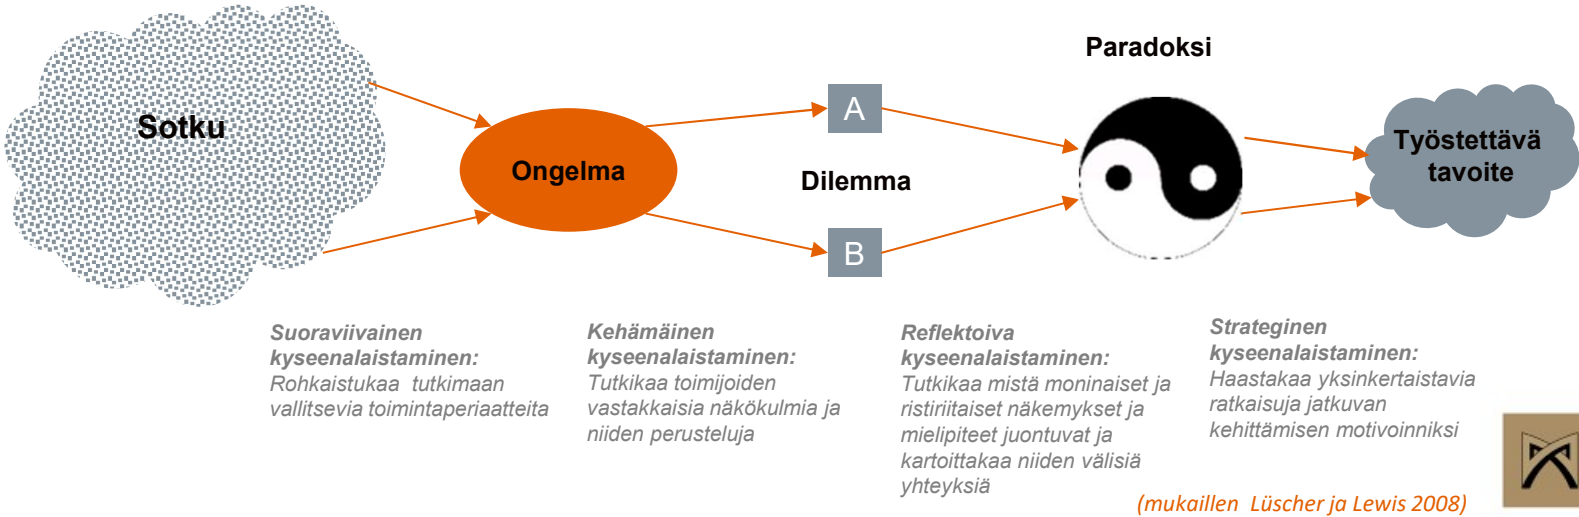 Sotku
Ongelma
A
Dilemma
B
Paradoksi
Työstettävä
tavoite
Suoraviivainen
kyseenalaistaminen:
Rohkaistukaa tutkimaan
vallitsevia toimintaperiaatteita
Kehämäinen
kyseenalaistaminen:
Tutkikaa toimijoiden
vastakkaisia näkökulmia ja
niiden perusteluja
Reflektoiva
kyseenalaistaminen:
Tutkikaa mistä moninaiset ja
ristiriitaiset näkemykset ja
mielipiteet juontuvat ja
kartoittakaa niiden välisiä
yhteyksiä
Strateginen
kyseenalaistaminen:
Haastakaa yksinkertaistavia
ratkaisuja jatkuvan
kehittämisen motivoinniksi
(mukaillen Lüscher ja Lewis 2008)